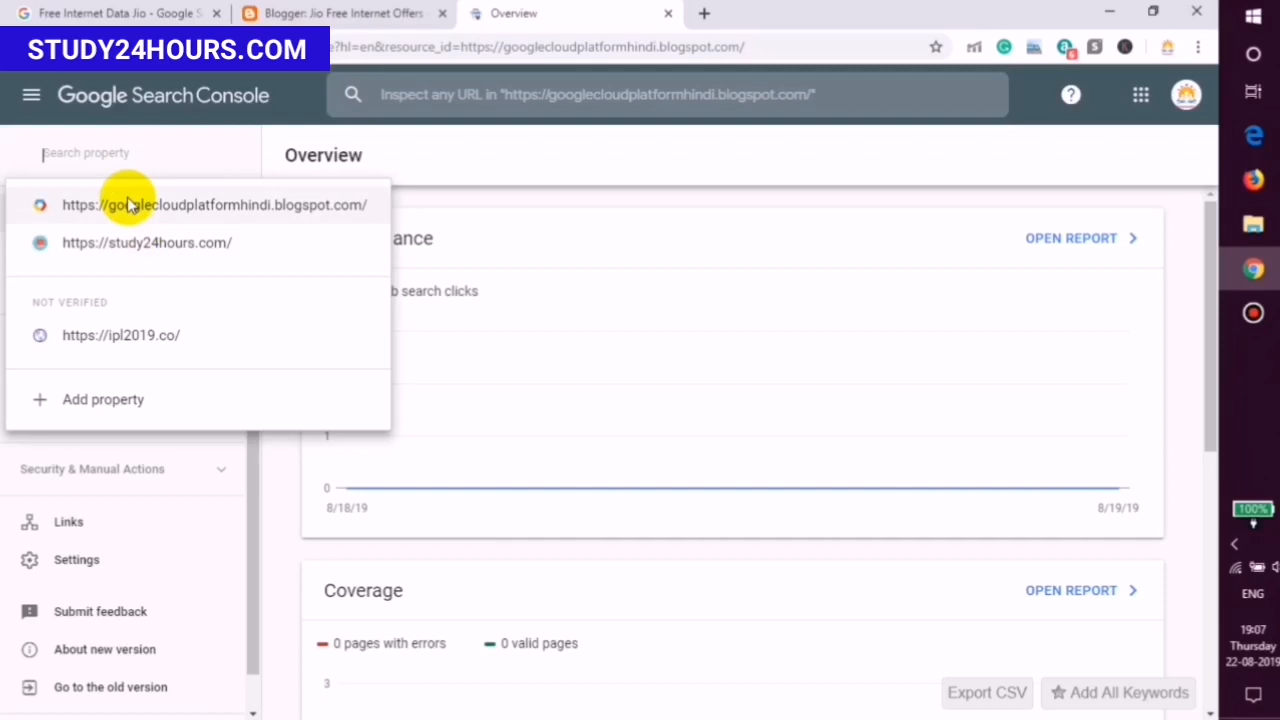 Free Internet Data Jio - Google S
Blogger: Jio Free Internet Offers
Overview
STUDY24HOURS.COM
?hl=en&resource_id=https://googlecloudplatformhindi.blogspot.com/
Google Search Console
Inspect any URL in "https://googlecloudplatformhindi.blogspot.com/"
Search property
Overview
https://googlecloudplatformhindi.blogspot.com/
https://study24hours.com/
NOT VERIFIED
https://ipl2019.co/
Add property
ance
OPEN REPORT
b search clicks
1
0
8/18/19
8/19/19
Security & Manual Actions
Links
Settings
Submit feedback
About new version
Go to the old version
Coverage
OPEN REPORT
0 pages with errors
0 valid pages
3
Export CSV
Add All Keywords
100%
ENG
19:07
Thursday
22-08-2019